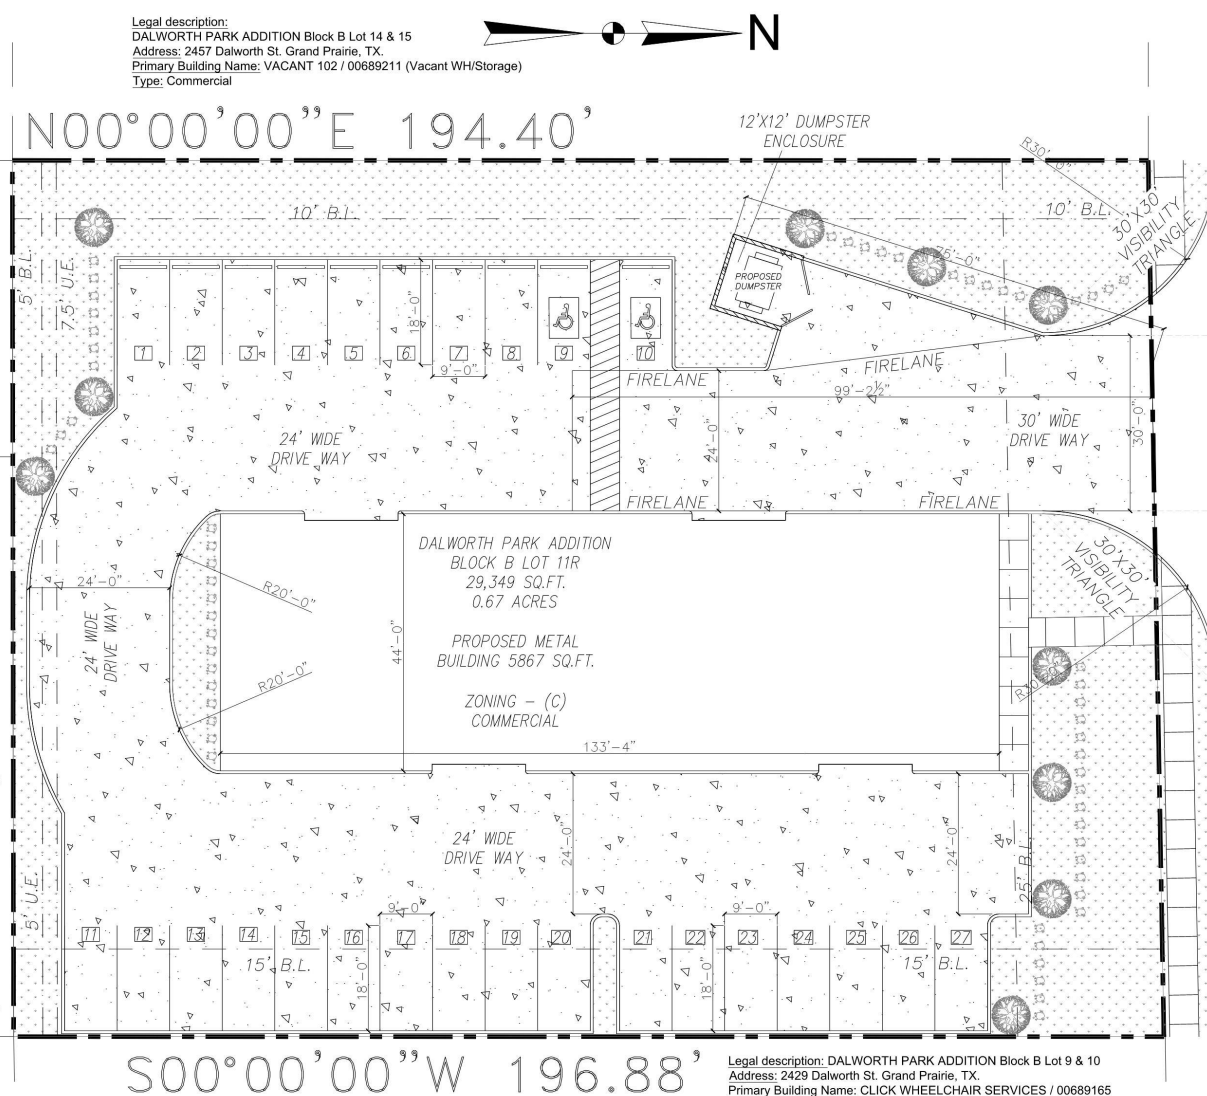 Legal description:
DALWORTH PARK ADDITION Block B Lot 14 & 15
Address: 2457 Dalworth St. Grand Prairie, TX.
Primary Building Name: VACANT 102 / 00689211 (Vacant WH/Storage)
Type: Commercial
N
N00°00'00"E 194.40'
12'X12' DUMPSTER
ENCLOSURE
R30'-0"
10' B.L.
10' B.L.
30'X30'
VISIBILITY
TRIANGLE
5' B.L.
7.5' U.E.
75'-0"
PROPOSED
DUMPSTER
18'-0"
1
2
3
4
5
6
7
8
9
10
9'-0"
FIRELANE
FIRELANE
99'-2½"
24' WIDE
DRIVE WAY
24'-0"
30' WIDE
DRIVE WAY
30'-0"
FIRELANE
FIRELANE
DALWORTH PARK ADDITION
BLOCK B LOT 11R
29,349 SQ.FT.
0.67 ACRES
PROPOSED METAL
BUILDING 5867 SQ.FT.
ZONING - (C)
COMMERCIAL
30'X30'
VISIBILITY
TRIANGLE
24'-0"
R20'-0"
24' WIDE
DRIVE WAY
44'-0"
R20'-0"
R30'-0"
133'-4"
24' WIDE
DRIVE WAY
24'-0"
24'-0"
25' B.L.
5' U.E.
9'-0"
9'-0"
11
12
13
14
15
16
17
18
19
20
21
22
23
24
25
26
27
15' B.L.
18'-0"
18'-0"
15' B.L.
S00°00'00"W 196.88'
Legal description: DALWORTH PARK ADDITION Block B Lot 9 & 10
Address: 2429 Dalworth St. Grand Prairie, TX.
Primary Building Name: CLICK WHEELCHAIR SERVICES / 00689165